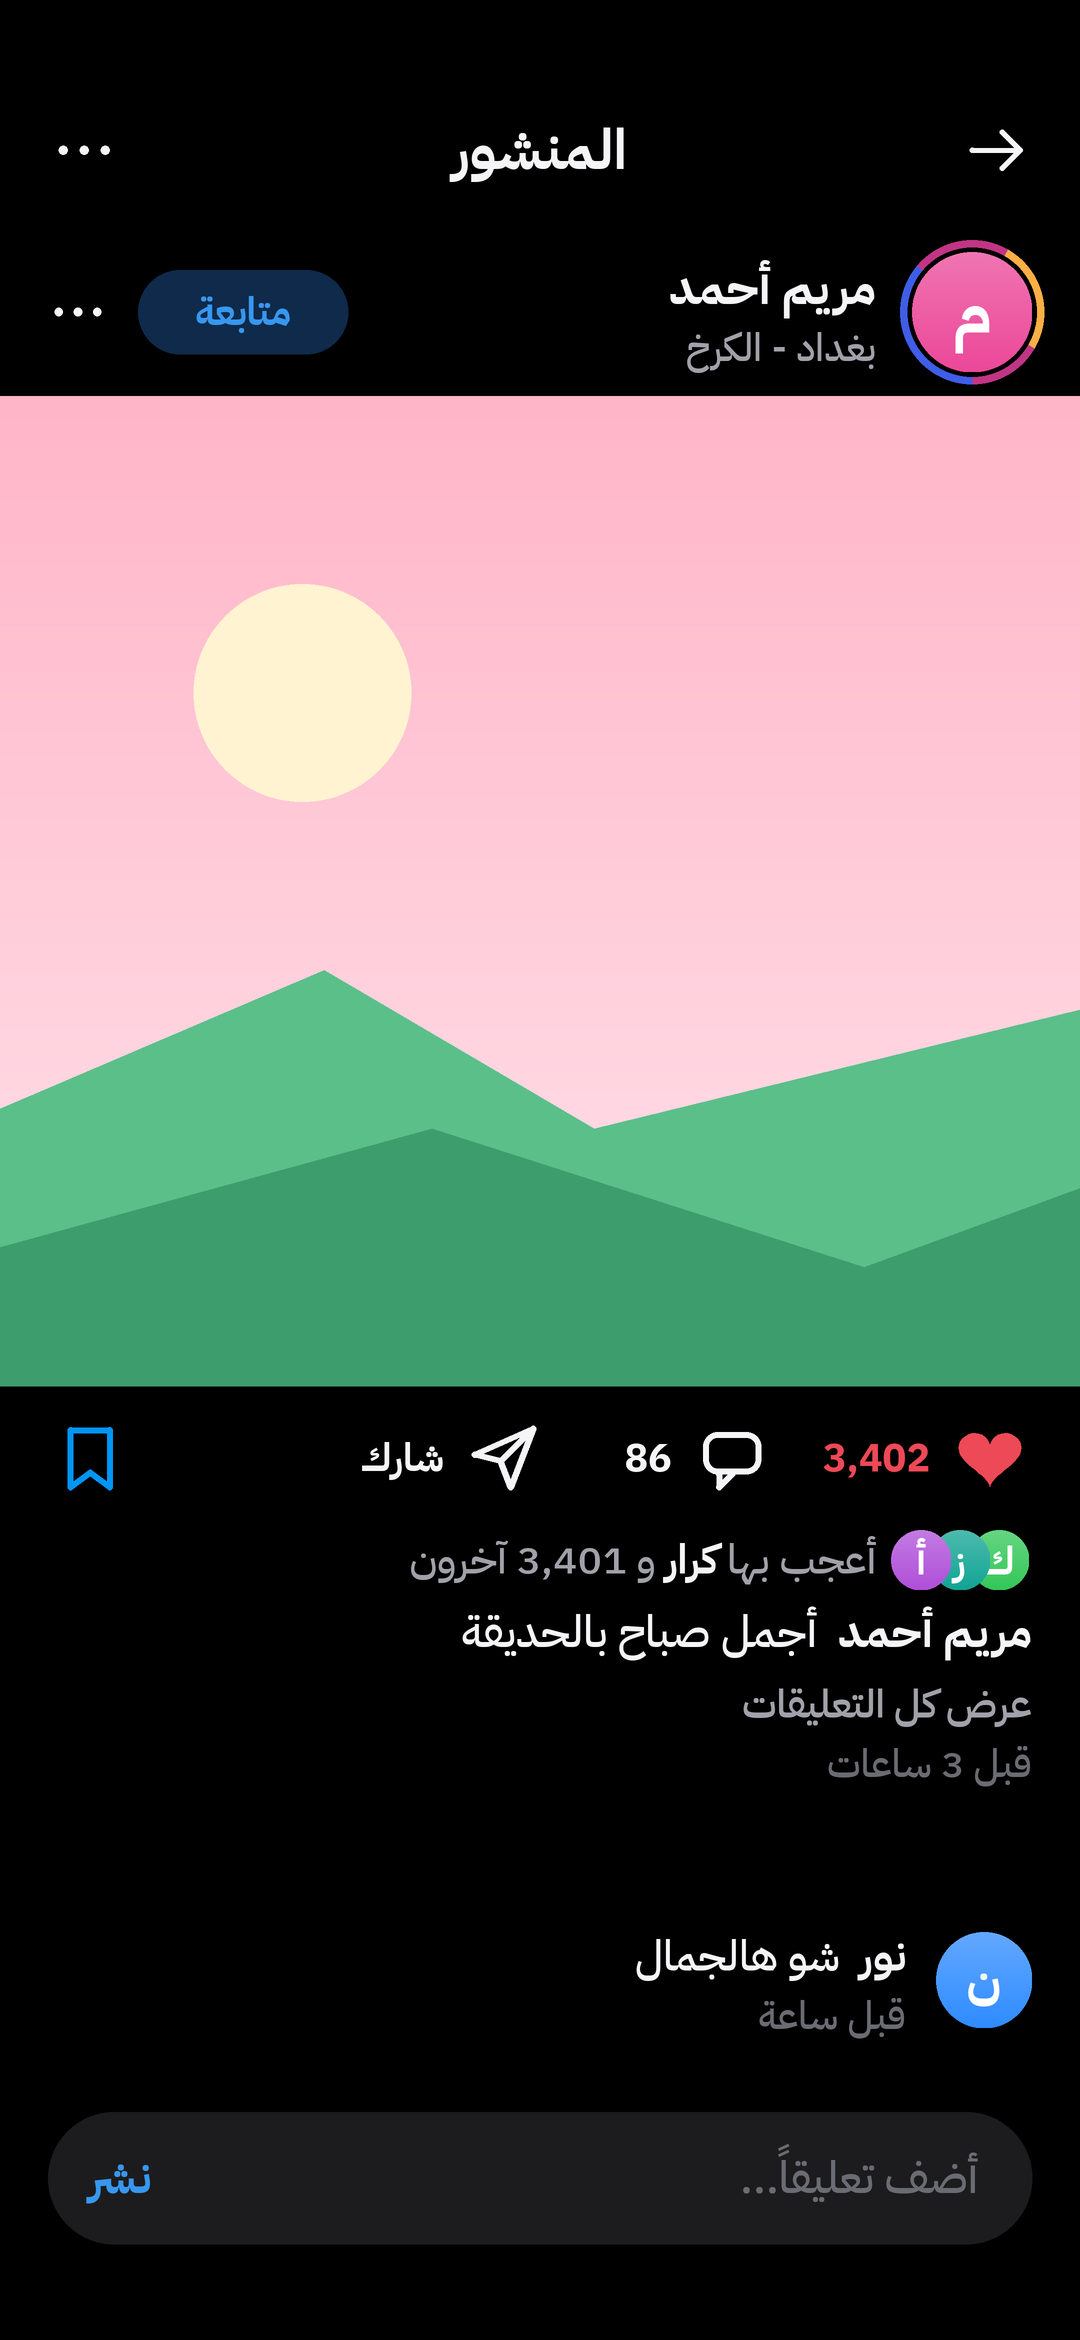 المنشور
م
مريم أحمد
بغداد - الكرخ
متابعة
3,402
86
شارك
ك ز أ
أعجب بها كرار و 3,401 آخرون
مريم أحمد أجمل صباح بالحديقة
عرض كل التعليقات
قبل 3 ساعات
ن
نور شو هالجمال
قبل ساعة
أضف تعليقاً...
نشر